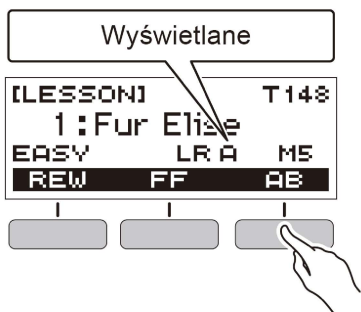 Wyświetlane
[LESSON] T148
1:Fur Elise
EASY LR A M5
REW FF AB